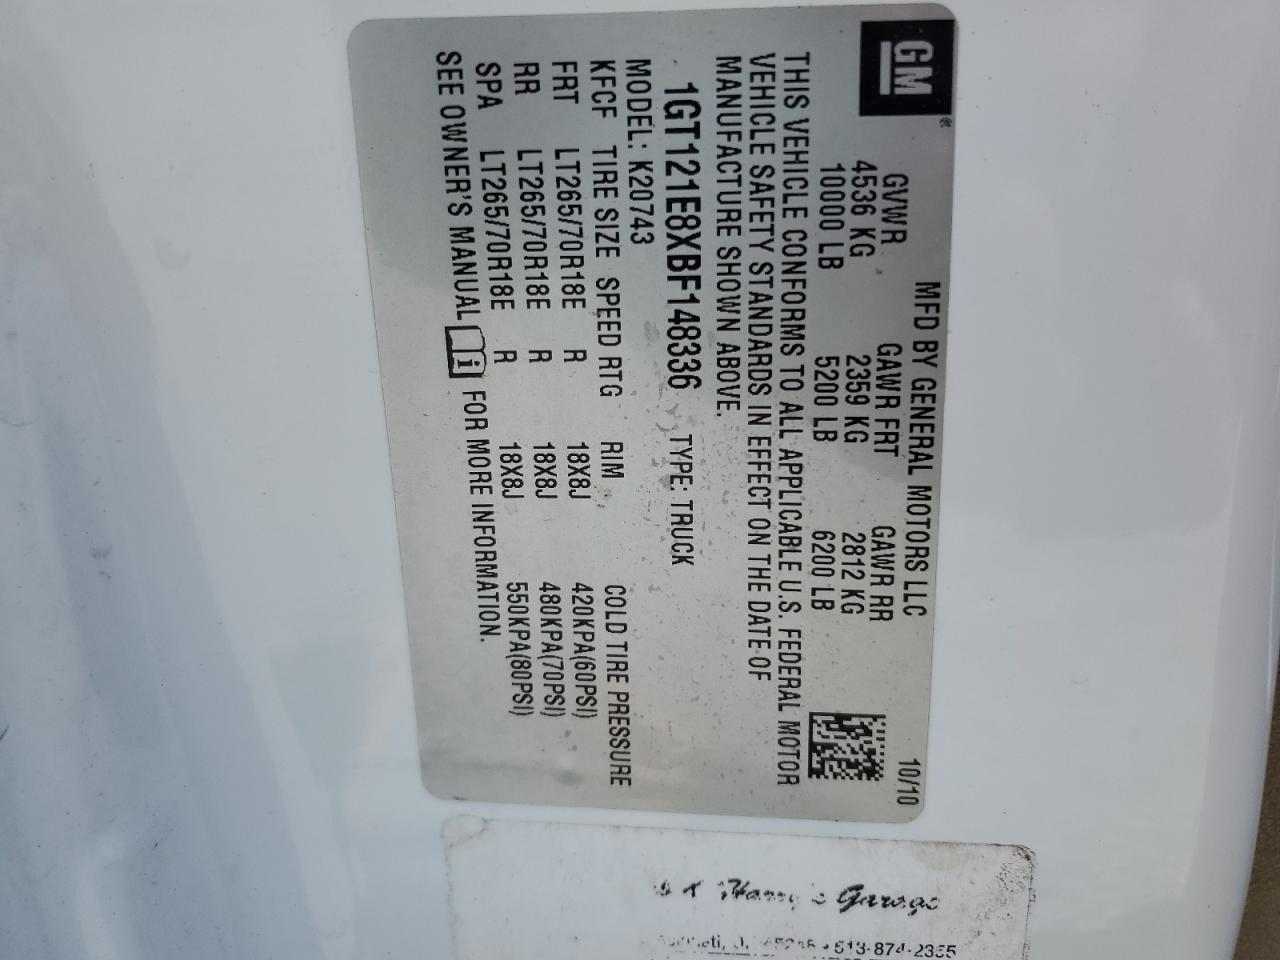 GM®
MFD BY GENERAL MOTORS LLC 10/10
GVWR GAWR FRT GAWR RR
4536 KG 2359 KG 2812 KG
10000 LB 5200 LB 6200 LB
THIS VEHICLE CONFORMS TO ALL APPLICABLE U.S. FEDERAL MOTOR
VEHICLE SAFETY STANDARDS IN EFFECT ON THE DATE OF
MANUFACTURE SHOWN ABOVE.
1GT121E8XBF148336 TYPE: TRUCK
MODEL: K20743
KFCF TIRE SIZE SPEED RTG RIM COLD TIRE PRESSURE
FRT LT265/70R18E R 18X8J 420KPA(60PSI)
RR LT265/70R18E R 18X8J 480KPA(70PSI)
SPA LT265/70R18E R 18X8J 550KPA(80PSI)
SEE OWNER'S MANUAL i FOR MORE INFORMATION.
Garage
513-874-2355